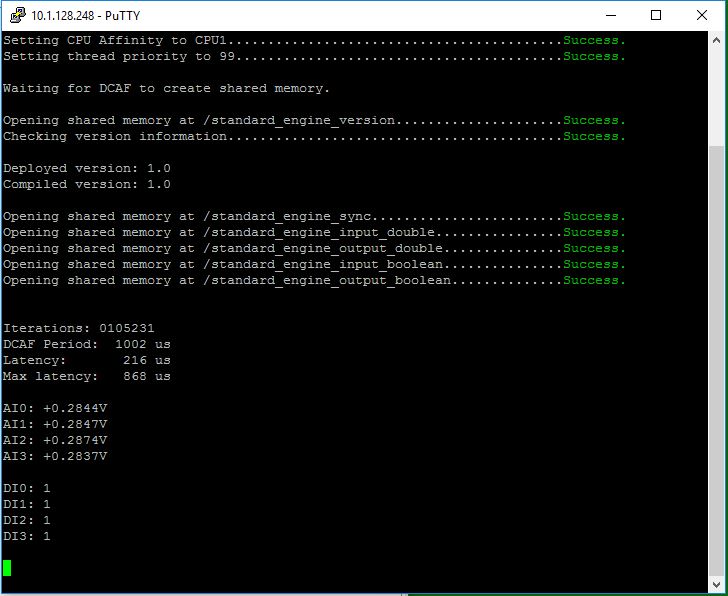 10.1.128.248 - PuTTY
Setting CPU Affinity to CPU1..........................................Success.
Setting thread priority to 99.........................................Success.

Waiting for DCAF to create shared memory.

Opening shared memory at /standard_engine_version.....................Success.
Checking version information..........................................Success.

Deployed version: 1.0
Compiled version: 1.0

Opening shared memory at /standard_engine_sync........................Success.
Opening shared memory at /standard_engine_input_double................Success.
Opening shared memory at /standard_engine_output_double...............Success.
Opening shared memory at /standard_engine_input_boolean...............Success.
Opening shared memory at /standard_engine_output_boolean..............Success.

Iterations: 0105231
DCAF Period:  1002 us
Latency:       216 us
Max latency:   868 us

AI0: +0.2844V
AI1: +0.2847V
AI2: +0.2874V
AI3: +0.2837V

DI0: 1
DI1: 1
DI2: 1
DI3: 1